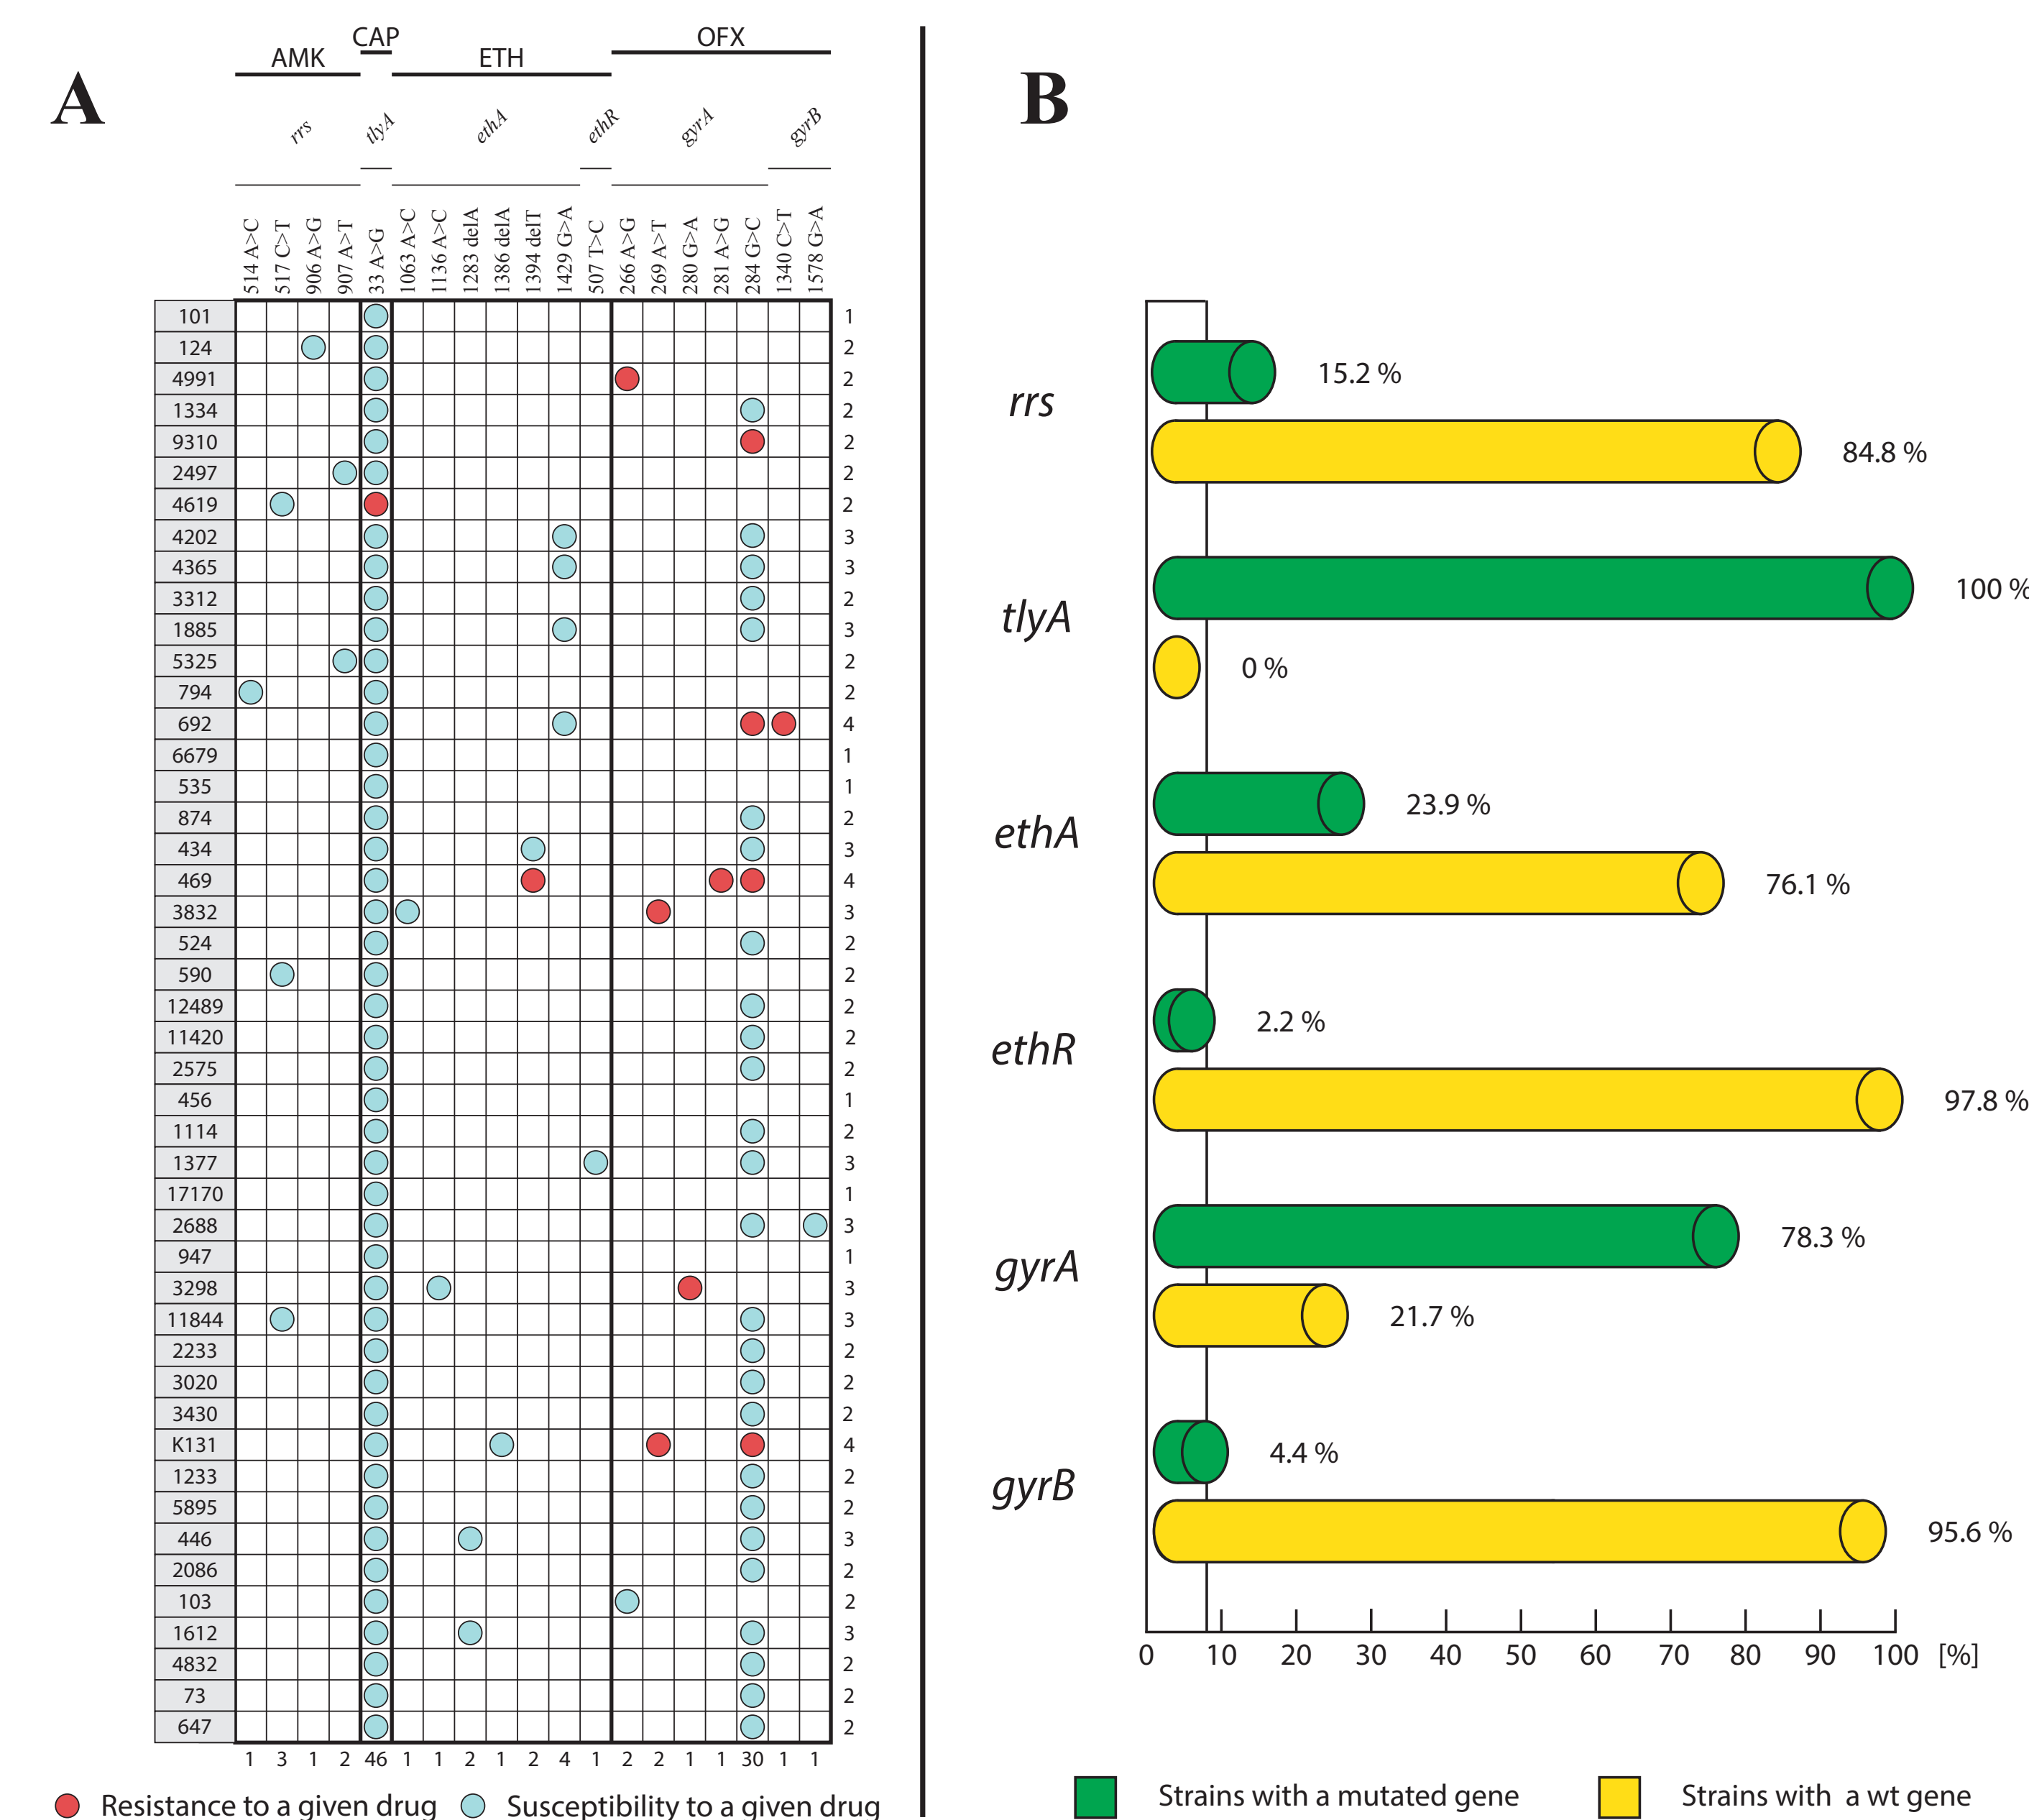 A
AMK
CAP
ETH
OFX
rrs
tlyA
ethA
ethR
gyrA
gyrB
514 A>C
517 C>T
906 A>G
907 A>T
33 A>G
1063 A>C
1136 A>C
1283 delA
1386 delA
1394 delT
1429 G>A
507 T>C
266 A>G
269 A>T
280 G>A
281 A>G
284 G>C
1340 C>T
1578 G>A
101 1
124 2
4991 2
1334 2
9310 2
2497 2
4619 2
4202 3
4365 3
3312 2
1885 3
5325 2
794 2
692 4
6679 1
535 1
874 2
434 3
469 4
3832 3
524 2
590 2
12489 2
11420 2
2575 2
456 1
1114 2
1377 3
17170 1
2688 3
947 1
3298 3
11844 3
2233 2
3020 2
3430 2
K131 4
1233 2
5895 2
446 3
2086 2
103 2
1612 3
4832 2
73 2
647 2
1 3 1 2 46 1 1 2 1 2 4 1 2 2 1 1 30 1 1
Resistance to a given drug Susceptibility to a given drug
B
rrs
15.2 %
84.8 %
tlyA
100 %
0 %
ethA
23.9 %
76.1 %
ethR
2.2 %
97.8 %
gyrA
78.3 %
21.7 %
gyrB
4.4 %
95.6 %
0 10 20 30 40 50 60 70 80 90 100 [%]
Strains with a mutated gene Strains with a wt gene